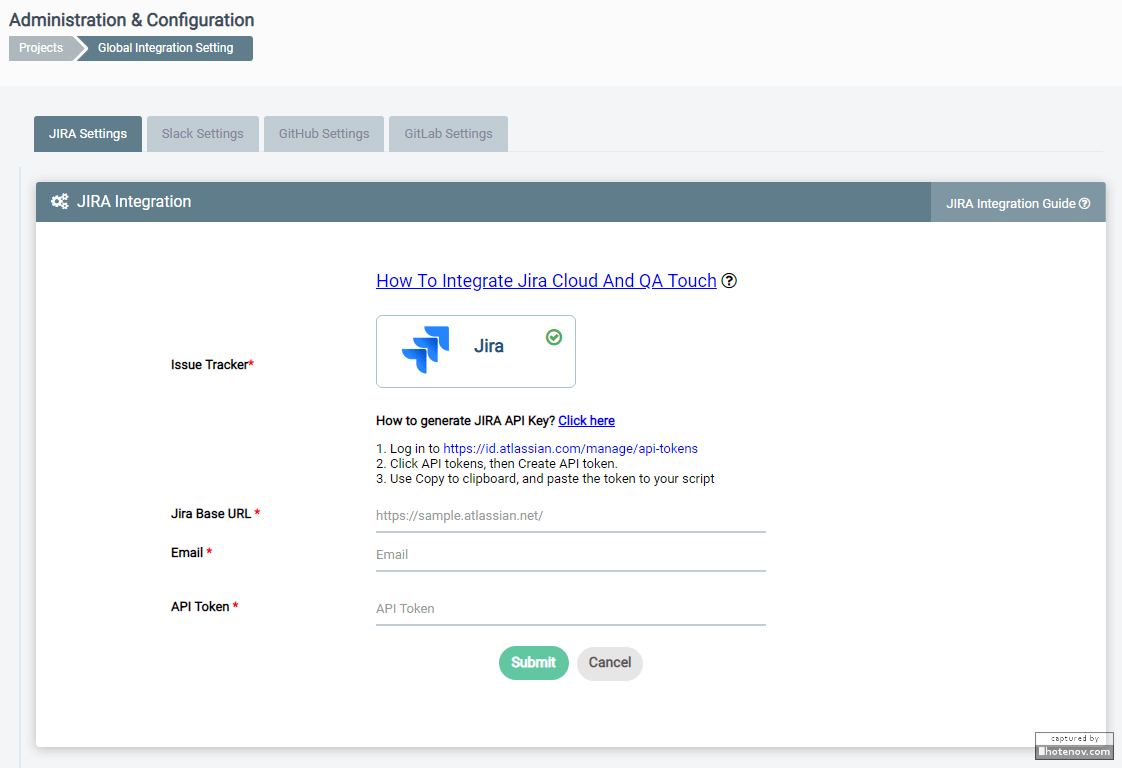 Administration & Configuration
Projects
Global Integration Setting
JIRA Settings
Slack Settings
GitHub Settings
GitLab Settings
JIRA Integration
JIRA Integration Guide
How To Integrate Jira Cloud And QA Touch
Issue Tracker*
Jira
How to generate JIRA API Key? Click here
1. Log in to https://id.atlassian.com/manage/api-tokens
2. Click API tokens, then Create API token.
3. Use Copy to clipboard, and paste the token to your script
Jira Base URL *
https://sample.atlassian.net/
Email *
Email
API Token *
API Token
Submit
Cancel
captured by
hotenov.com